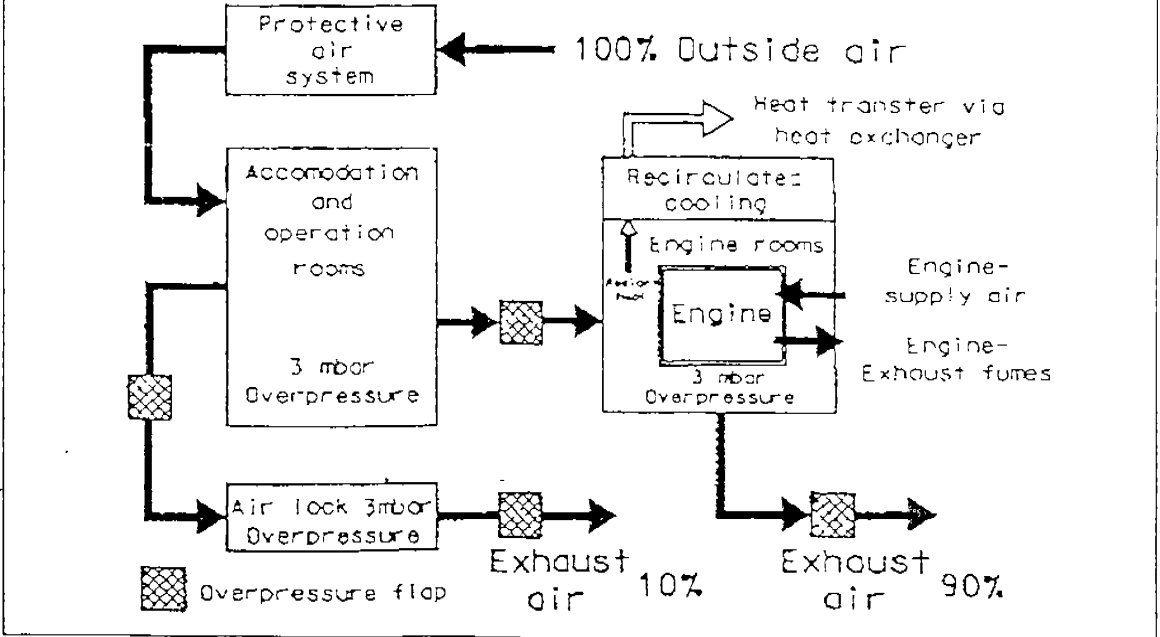 Protective
air
system
100% Outside air
Heat transter via
heat exchanger
Accomodation
and
operation
rooms
3 mbar
Overpressure
Recirculated
cooling
Engine rooms
Engine
3 mbar
Overpressure
Engine-
supply air
Engine-
Exhaust fumes
Air lock 3mbar
Overpressure
Exhaust
air 10%
Exhaust
air 90%
Overpressure flap